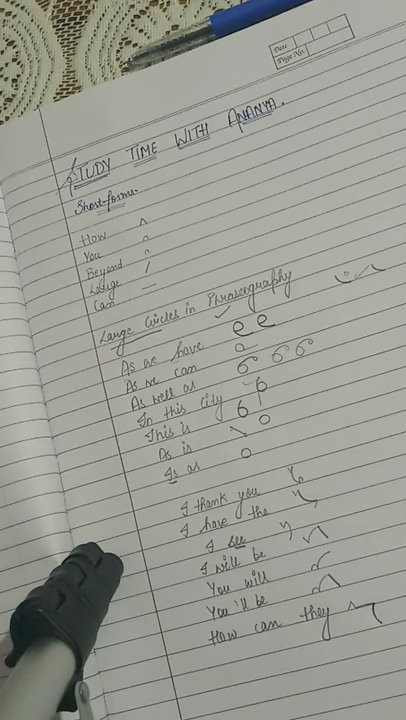 Date
Page No.
STUDY TIME WITH ANANYA.
Short-forms.
How
You
Beyond
Large
Can
Large Circles in Phraseography
As we have
As we can
As well as
In this city
This is
As is
Is as
I thank you
I have the
I see
I will be
You will
You'll be
How can they